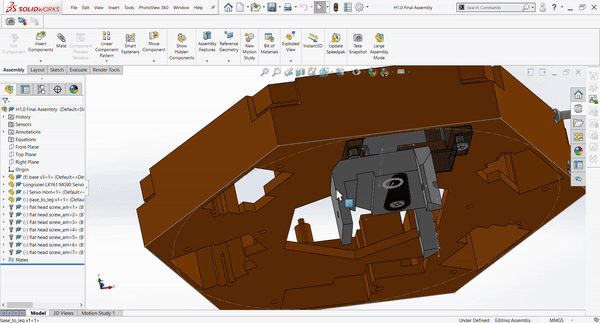 SOLIDWORKS
File Edit View Insert Tools PhotoView 360 Window Help
H1.0 Final Assembly
Search Commands
Edit Component
Insert Components
Mate
Component Preview Window
Linear Component Pattern
Smart Fasteners
Move Component
Show Hidden Components
Assembly Features
Reference Geometry
New Motion Study
Bill of Materials
Exploded View
Instant3D
Update Speedpak
Take Snapshot
Large Assembly
Assembly Layout Sketch Evaluate Render Tools
H1.0 Final Assembly (Default<Di
History
Sensors
Annotations
Equations
Front Plane
Top Plane
Right Plane
Origin
(f) base v3<1> (Default<<Def
Longruner LKY61 MG90 Servo
(-) Servo Horn<1> (Default<
(-) base_to_leg v1<1> (Defau
(-) flat head screw_am<1> (B
(-) flat head screw_am<2> (B
(-) flat head screw_am<3> (B
(-) flat head screw_am<4> (B
(-) flat head screw_am<5> (B
(-) flat head screw_am<6> (B
(-) flat head screw_am<7> (B
Mates
Model 3D Views Motion Study 1
base_to_leg v1<1>
Under Defined Editing Assembly MMGS